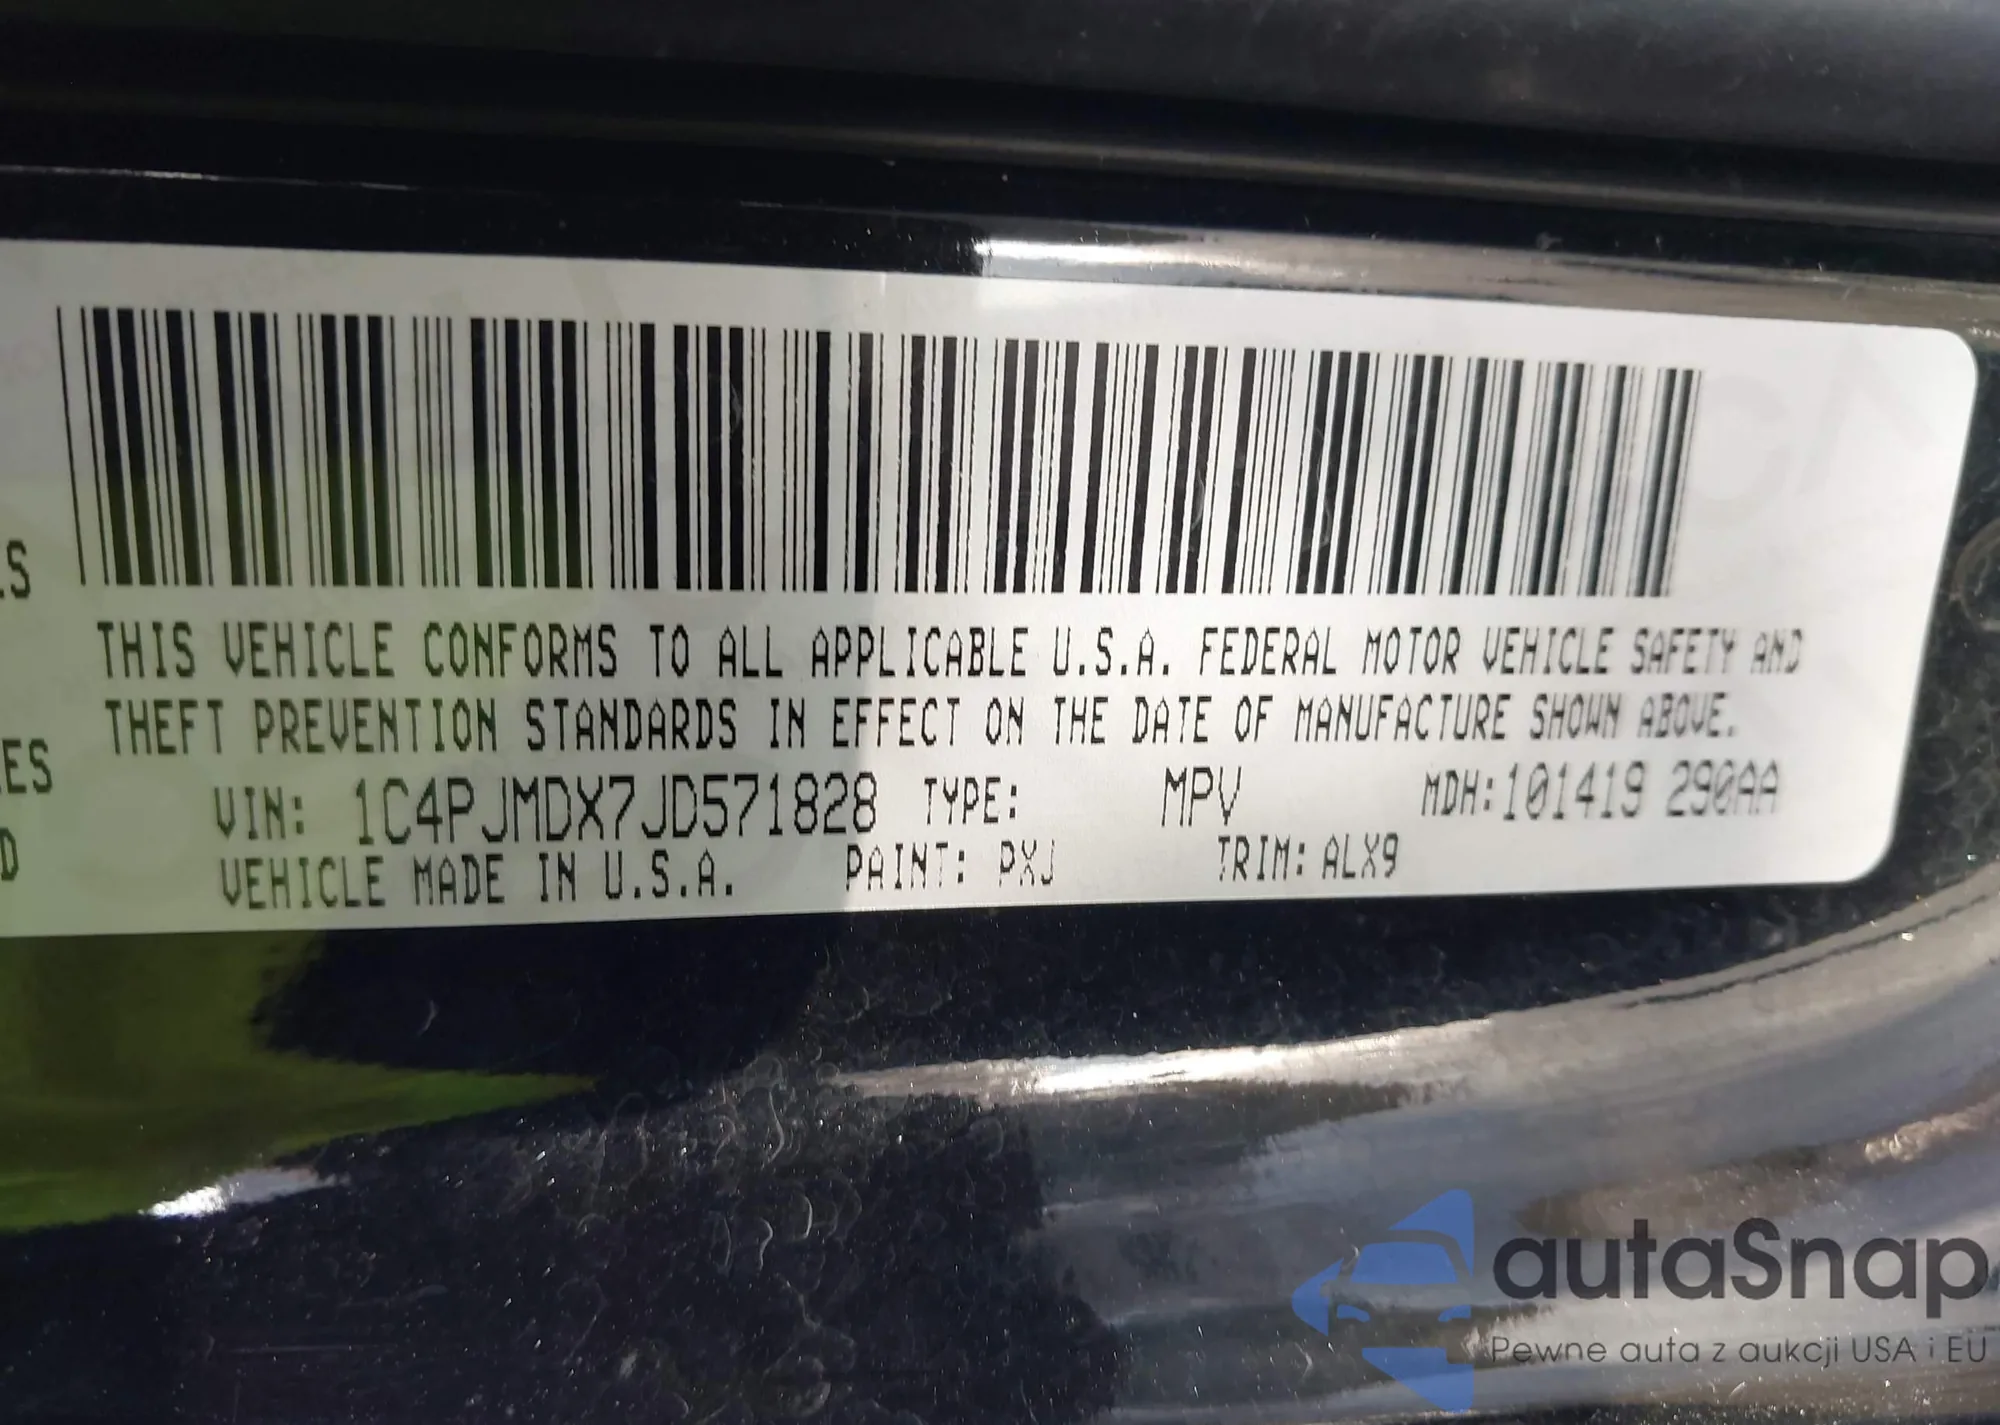 LS
THIS VEHICLE CONFORMS TO ALL APPLICABLE U.S.A. FEDERAL MOTOR VEHICLE SAFETY AND
THEFT PREVENTION STANDARDS IN EFFECT ON THE DATE OF MANUFACTURE SHOWN ABOVE.
ES
VIN: 1C4PJMDX7JD571828 TYPE: MPV MDH:101419 290AA
D
VEHICLE MADE IN U.S.A. PAINT: PXJ TRIM: ALX9
autaSnap
Pewne auta z aukcji USA i EU